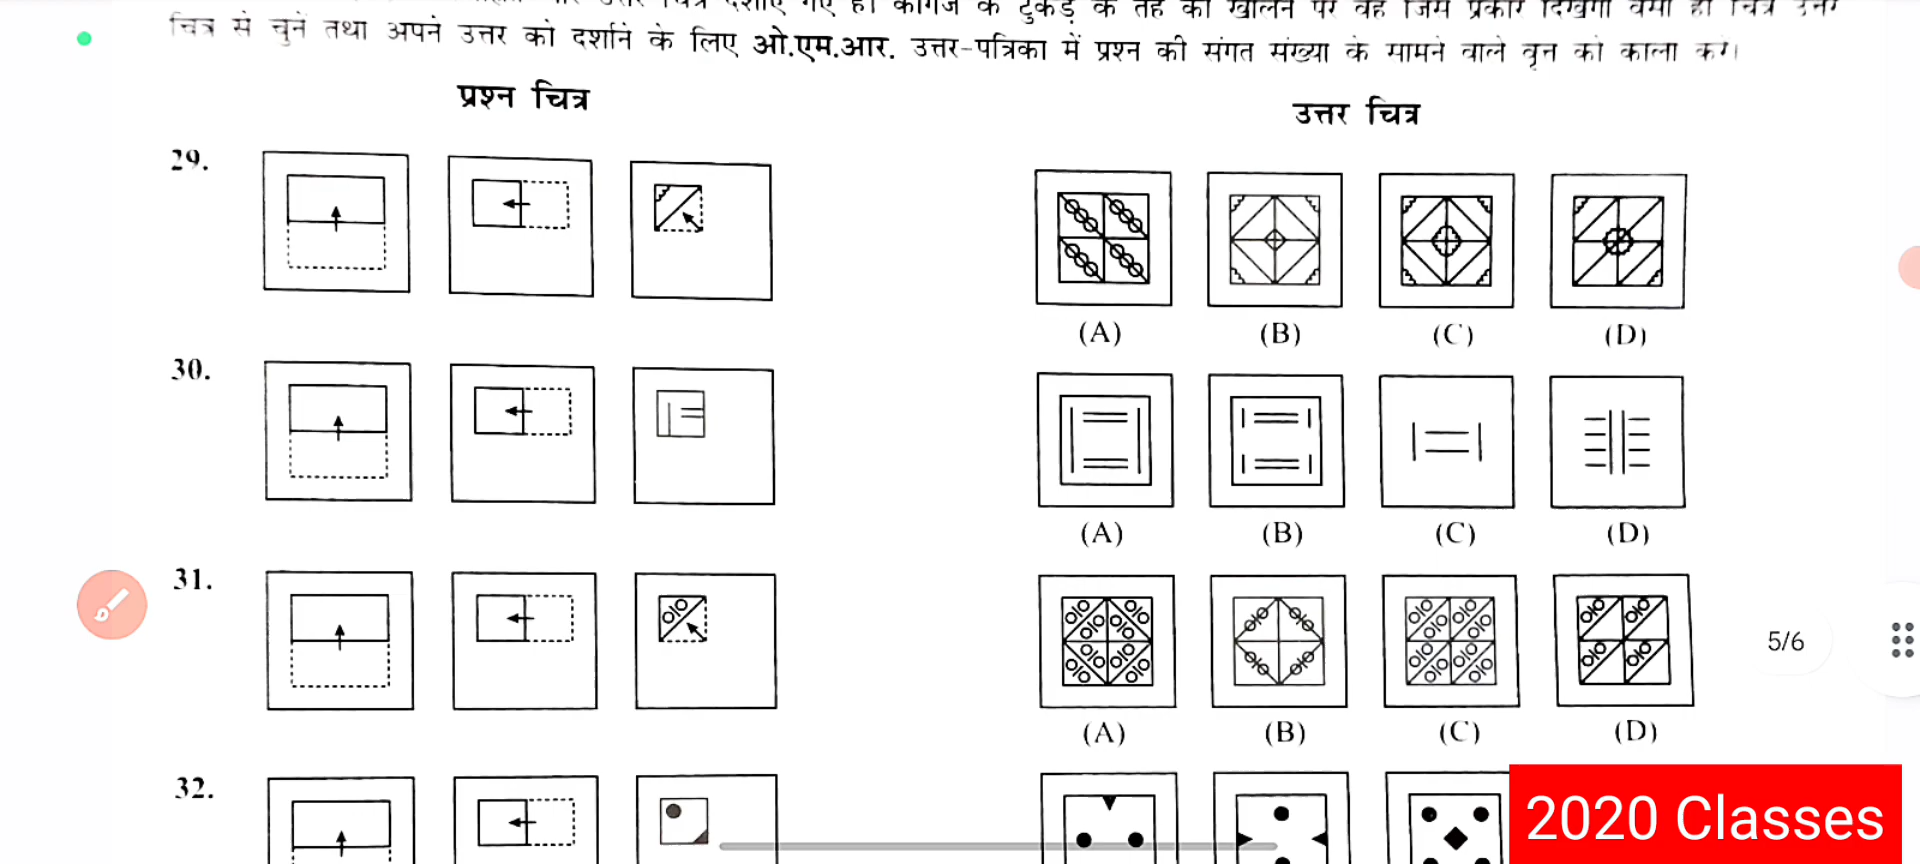 चित्र से चुनें तथा अपने उत्तर को दर्शाने के लिए ओ.एम.आर. उत्तर-पत्रिका में प्रश्न की संगत संख्या के सामने वाले वृत्त को काला करें।
प्रश्न चित्र
उत्तर चित्र
29.
(A) (B) (C) (D)
30.
(A) (B) (C) (D)
31.
5/6
(A) (B) (C) (D)
32.
2020 Classes